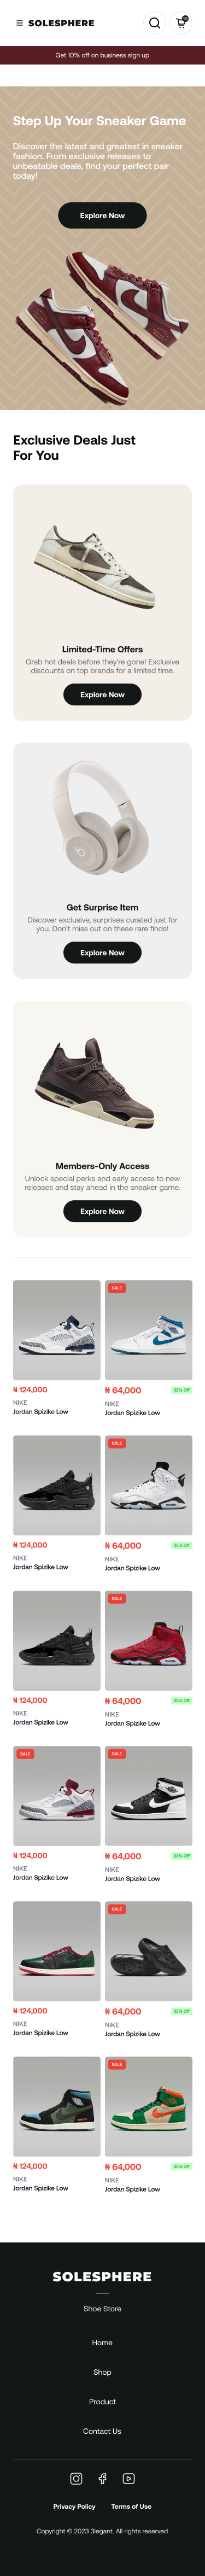 SOLESPHERE
Get 10% off on business sign up
Step Up Your Sneaker Game
Discover the latest and greatest in sneaker
fashion. From exclusive releases to
unbeatable deals, find your perfect pair
today!
Explore Now
Exclusive Deals Just
For You
Limited-Time Offers
Grab hot deals before they're gone! Exclusive
discounts on top brands for a limited time.
Explore Now
Get Surprise Item
Discover exclusive, surprises curated just for
you. Don't miss out on these rare finds!
Explore Now
Members-Only Access
Unlock special perks and early access to new
releases and stay ahead in the sneaker game.
Explore Now
SALE
₦ 124,000
₦ 64,000
33% Off
NIKE
NIKE
Jordan Spizike Low
Jordan Spizike Low
SALE
₦ 124,000
₦ 64,000
33% Off
NIKE
NIKE
Jordan Spizike Low
Jordan Spizike Low
SALE
₦ 124,000
₦ 64,000
33% Off
NIKE
NIKE
Jordan Spizike Low
Jordan Spizike Low
SALE
SALE
₦ 124,000
₦ 64,000
33% Off
NIKE
NIKE
Jordan Spizike Low
Jordan Spizike Low
SALE
₦ 124,000
₦ 64,000
33% Off
NIKE
NIKE
Jordan Spizike Low
Jordan Spizike Low
SALE
₦ 124,000
₦ 64,000
33% Off
NIKE
NIKE
Jordan Spizike Low
Jordan Spizike Low
SOLESPHERE
Shoe Store
Home
Shop
Product
Contact Us
Privacy Policy
Terms of Use
Copyright © 2023 3legant. All rights reserved